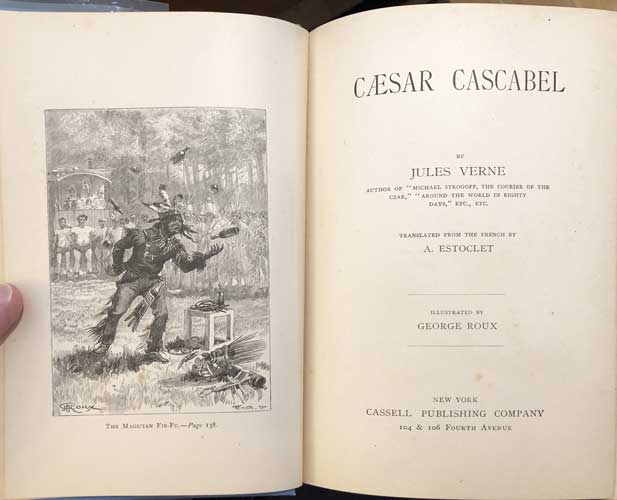 G. Roux
The Magician Fir-Fu.—Page 138.
CÆSAR CASCABEL
BY
JULES VERNE
AUTHOR OF "MICHAEL STROGOFF, THE COURIER OF THE
CZAR," "AROUND THE WORLD IN EIGHTY
DAYS," ETC., ETC.
TRANSLATED FROM THE FRENCH BY
A. ESTOCLET
ILLUSTRATED BY
GEORGE ROUX
NEW YORK
CASSELL PUBLISHING COMPANY
104 & 106 Fourth Avenue